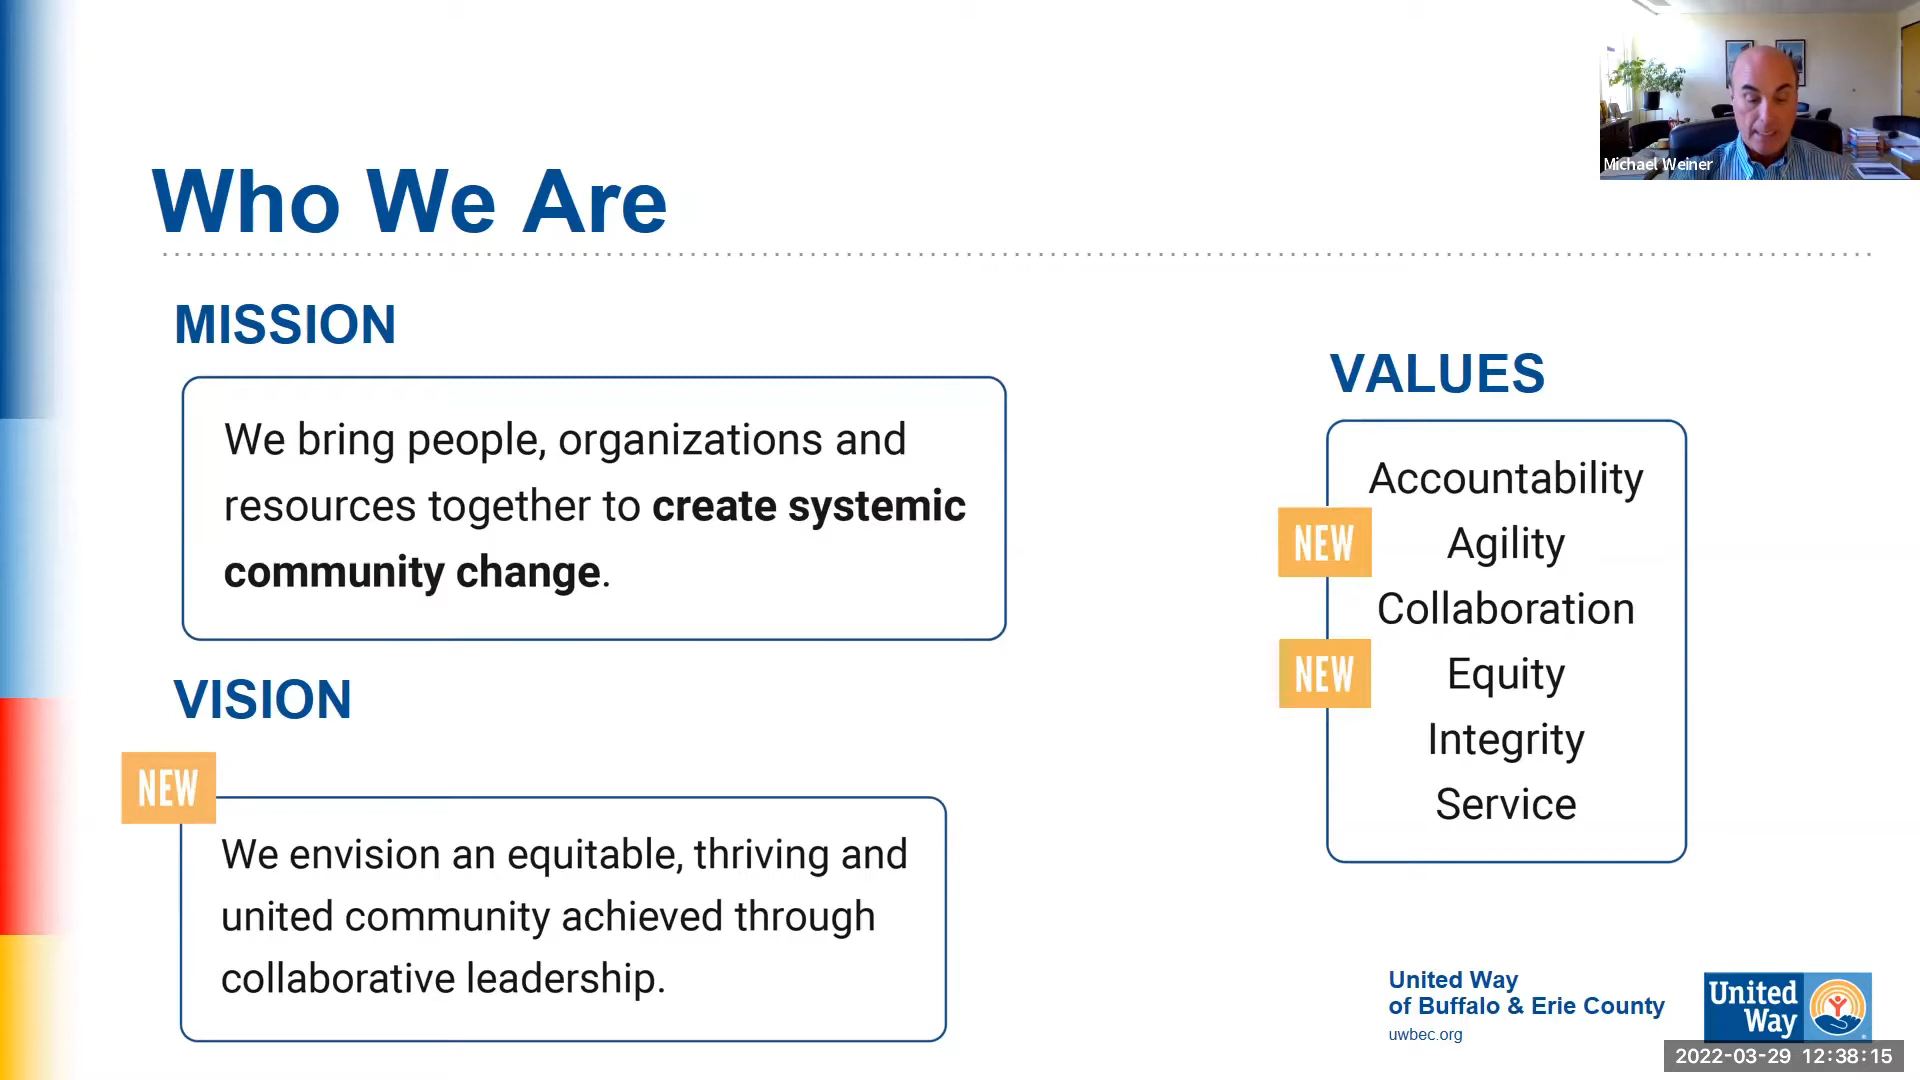 Michael Weiner
Who We Are
MISSION
We bring people, organizations and
resources together to create systemic
community change.
VISION
NEW
We envision an equitable, thriving and
united community achieved through
collaborative leadership.
VALUES
Accountability
NEW
Agility
Collaboration
NEW
Equity
Integrity
Service
United Way
of Buffalo & Erie County
uwbec.org
United
Way
2022-03-29 12:38:15